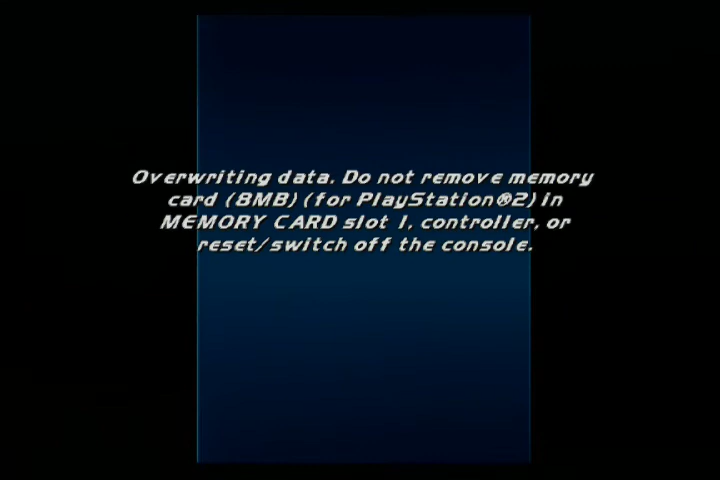 Overwriting data. Do not remove memory
card (8MB) (for PlayStation®2) in
MEMORY CARD slot 1, controller, or
reset/switch off the console.